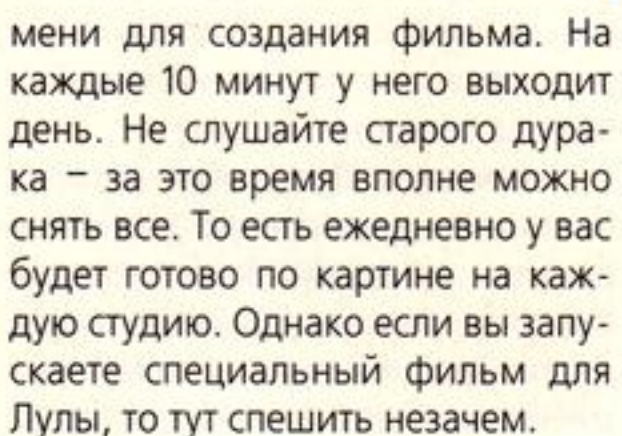 мени для создания фильма. На
каждые 10 минут у него выходит
день. Не слушайте старого дура-
ка – за это время вполне можно
снять все. То есть ежедневно у вас
будет готово по картине на каж-
дую студию. Однако если вы запу-
скаете специальный фильм для
Лулы, то тут спешить незачем.